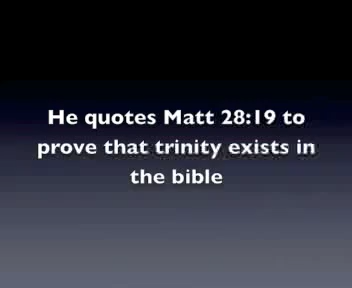 He quotes Matt 28:19 to
prove that trinity exists in
the bible